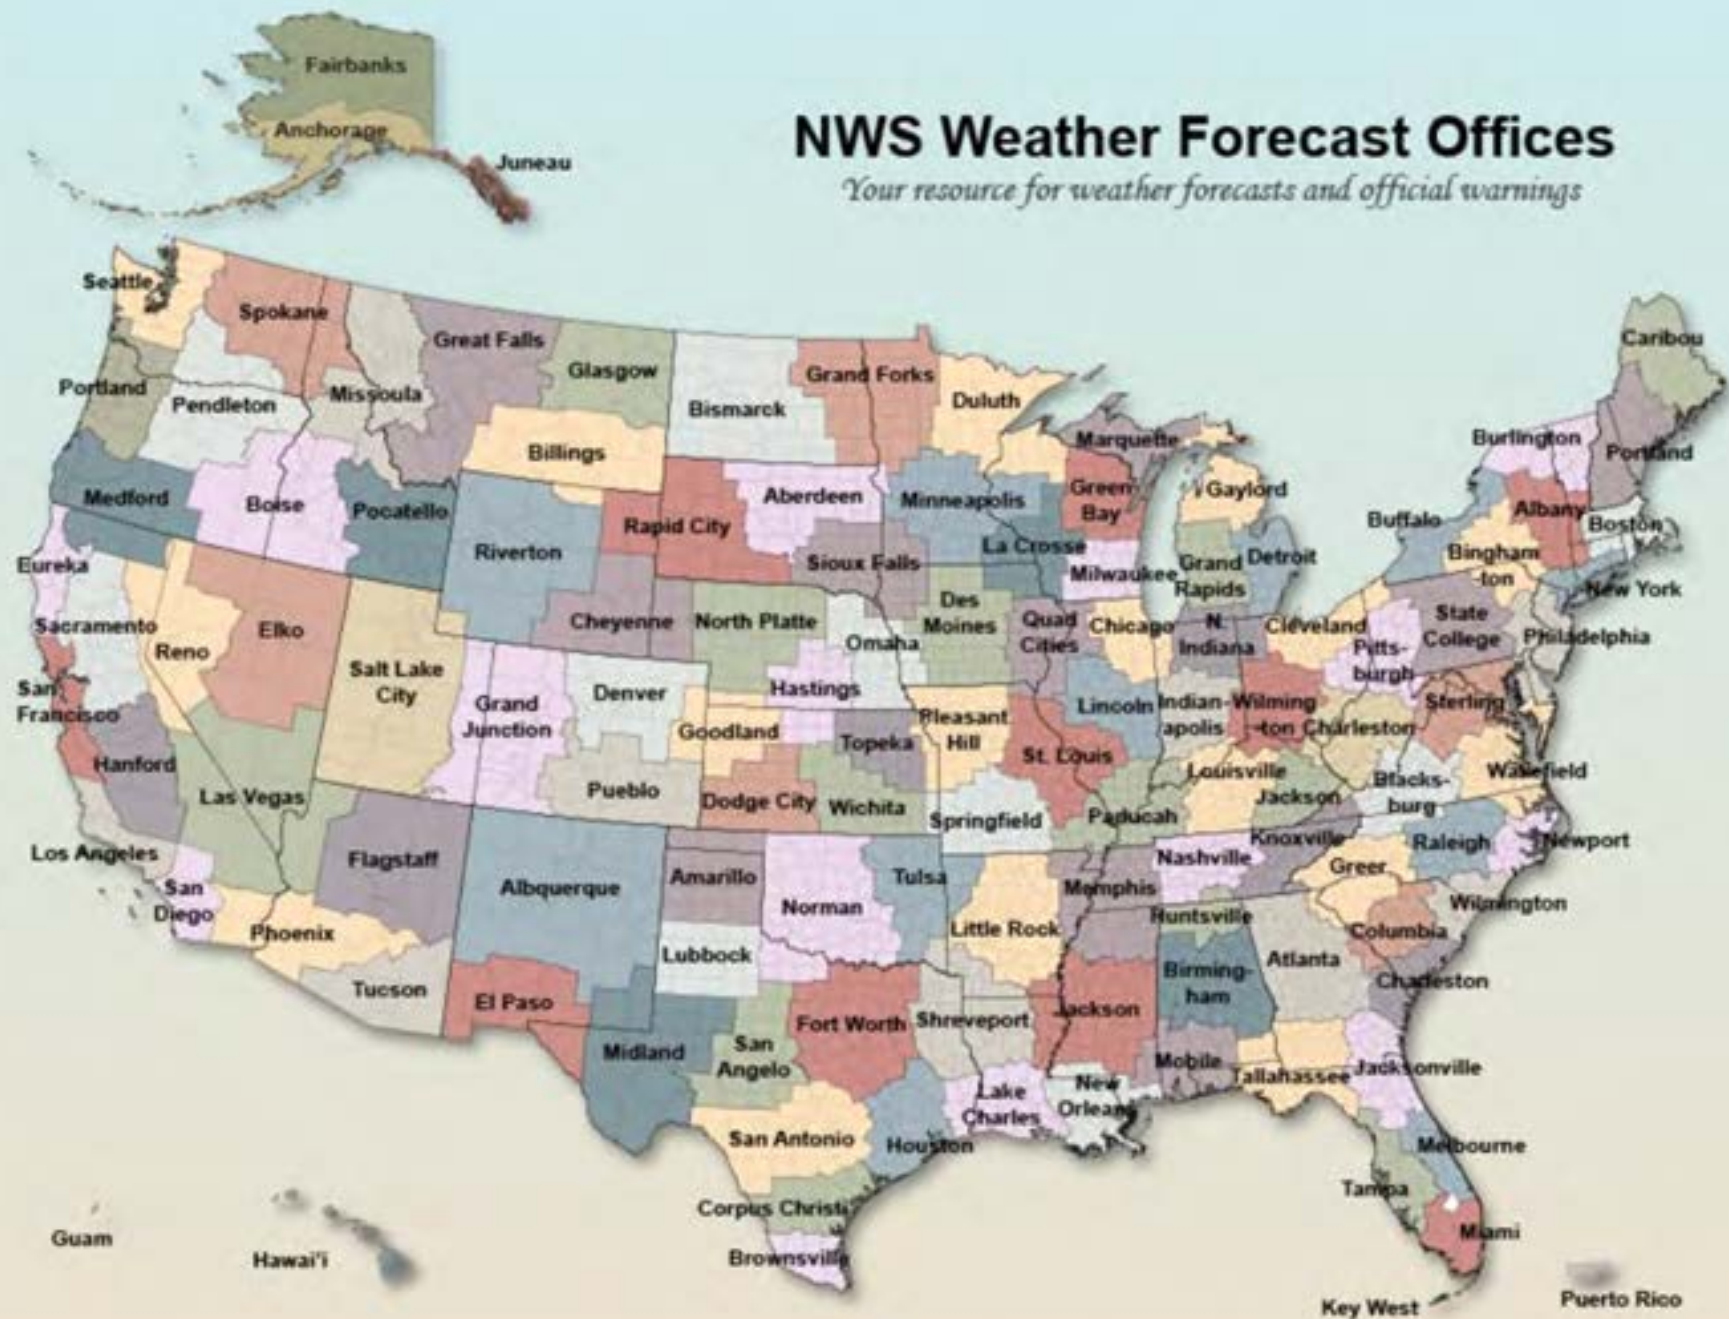 NWS Weather Forecast Offices
Your resource for weather forecasts and official warnings
Fairbanks
Anchorage
Juneau
Seattle
Spokane
Great Falls
Glasgow
Portland
Pendleton
Missoula
Billings
Bismarck
Grand Forks
Duluth
Marquette
Caribou
Burlington
Portland
Medford
Boise
Pocatello
Riverton
Rapid City
Aberdeen
Minneapolis
Green
Bay
Gaylord
Buffalo
Albany
Boston
Eureka
Sioux Falls
La Crosse
Milwaukee
Grand
Rapids
Detroit
Bingham
-ton
New York
Sacramento
Reno
Elko
Salt Lake
City
Cheyenne
North Platte
Omaha
Des
Moines
Quad
Cities
Chicago
N.
Indiana
Cleveland
Pitts-
burgh
State
College
Philadelphia
San
Francisco
Hanford
Grand
Junction
Denver
Hastings
Goodland
Topeka
Pleasant
Hill
St. Louis
Lincoln
Indian-
apolis
Wilming
-ton
Charleston
Sterling
Las Vegas
Pueblo
Dodge City
Wichita
Springfield
Paducah
Louisville
Jackson
Blacks-
burg
Wakefield
Los Angeles
San
Diego
Flagstaff
Albquerque
Amarillo
Norman
Tulsa
Memphis
Nashville
Knoxville
Greer
Raleigh
Newport
Phoenix
Tucson
Lubbock
Little Rock
Huntsville
Columbia
Wilmington
El Paso
Midland
San
Angelo
Fort Worth
Shreveport
Jackson
Birming-
ham
Atlanta
Charleston
San Antonio
Houston
Lake
Charles
New
Orleans
Mobile
Tallahassee
Jacksonville
Corpus Christi
Brownsville
Melbourne
Tampa
Miami
Key West
Guam
Hawai'i
Puerto Rico